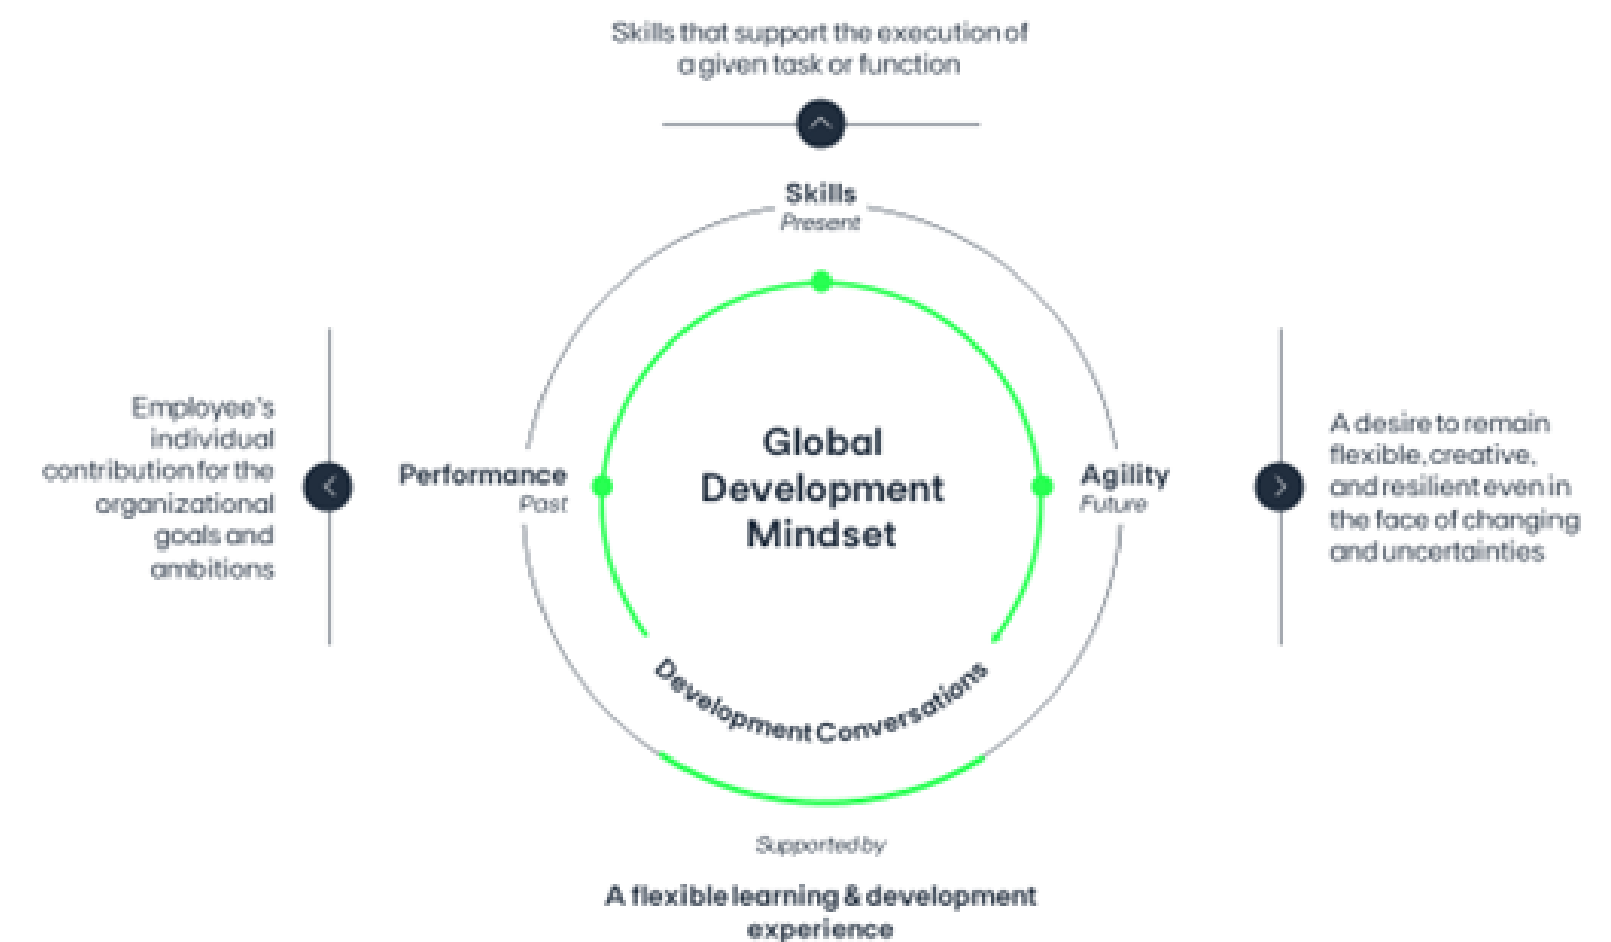 Skills that support the execution of
a given task or function
Skills
Present
Employee's
individual
contribution for the
organizational
goals and
ambitions
Performance
Past
Global
Development
Mindset
Agility
Future
A desire to remain
flexible, creative,
and resilient even in
the face of changing
and uncertainties
Development Conversations
Supported by
A flexible learning & development
experience